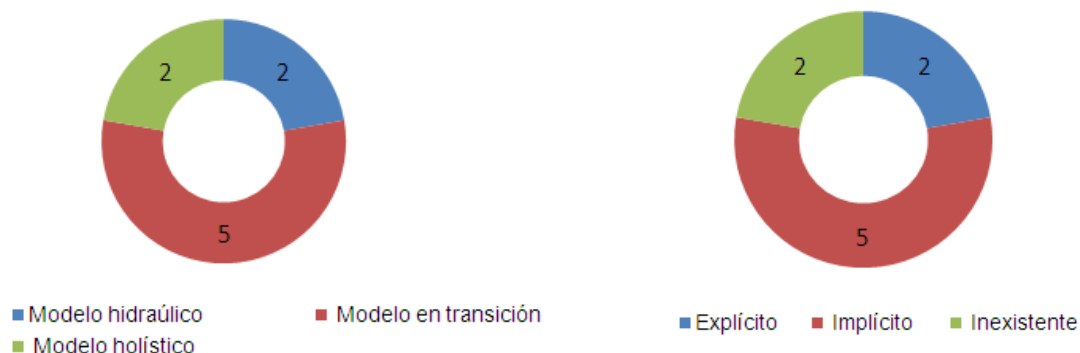 2
2
5
Modelo hidraúlico
Modelo en transición
Modelo holístico
2
2
5
Explícito
Implícito
Inexistente